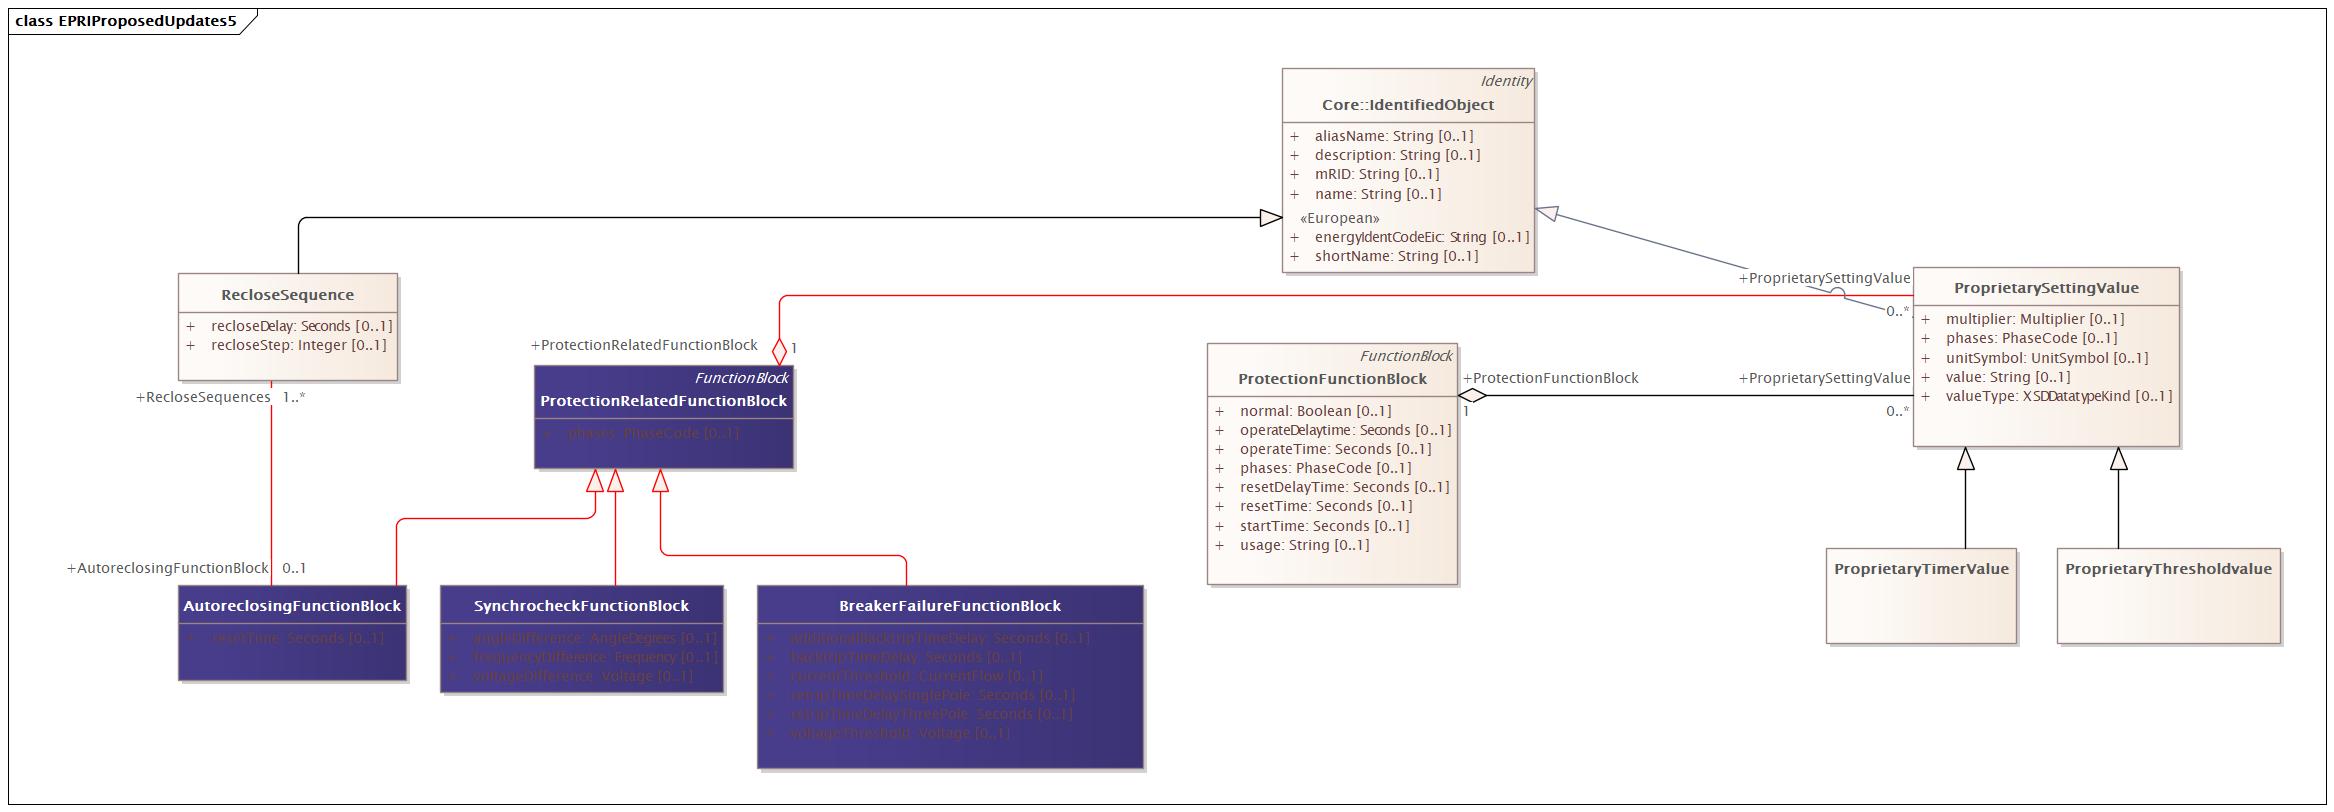 class EPRIProposedUpdates5
Identity
Core::IdentifiedObject
+ aliasName: String [0..1]
+ description: String [0..1]
+ mRID: String [0..1]
+ name: String [0..1]
«European»
+ energyIdentCodeEic: String [0..1]
+ shortName: String [0..1]
RecloseSequence
+ recloseDelay: Seconds [0..1]
+ recloseStep: Integer [0..1]
+RecloseSequences 1..*
+AutoreclosingFunctionBlock 0..1
+ProtectionRelatedFunctionBlock
1
FunctionBlock
ProtectionRelatedFunctionBlock
+ phases: PhaseCode [0..1]
+ProprietarySettingValue
0..*
ProprietarySettingValue
+ multiplier: Multiplier [0..1]
+ phases: PhaseCode [0..1]
+ unitSymbol: UnitSymbol [0..1]
+ value: String [0..1]
+ valueType: XSDDatatypeKind [0..1]
FunctionBlock
ProtectionFunctionBlock
+ normal: Boolean [0..1]
+ operateDelaytime: Seconds [0..1]
+ operateTime: Seconds [0..1]
+ phases: PhaseCode [0..1]
+ resetDelayTime: Seconds [0..1]
+ resetTime: Seconds [0..1]
+ startTime: Seconds [0..1]
+ usage: String [0..1]
+ProtectionFunctionBlock
1
+ProprietarySettingValue
0..*
AutoreclosingFunctionBlock
+ resetTime: Seconds [0..1]
SynchrocheckFunctionBlock
+ angleDifference: AngleDegrees [0..1]
+ frequencyDifference: Frequency [0..1]
+ voltageDifference: Voltage [0..1]
BreakerFailureFunctionBlock
+ additionalBacktripTimeDelay: Seconds [0..1]
+ backtripTimeDelay: Seconds [0..1]
+ currentThreshold: CurrentFlow [0..1]
+ retripTimeDelaySinglePole: Seconds [0..1]
+ retripTimeDelayThreePole: Seconds [0..1]
+ voltageThreshold: Voltage [0..1]
ProprietaryTimerValue
ProprietaryThresholdvalue